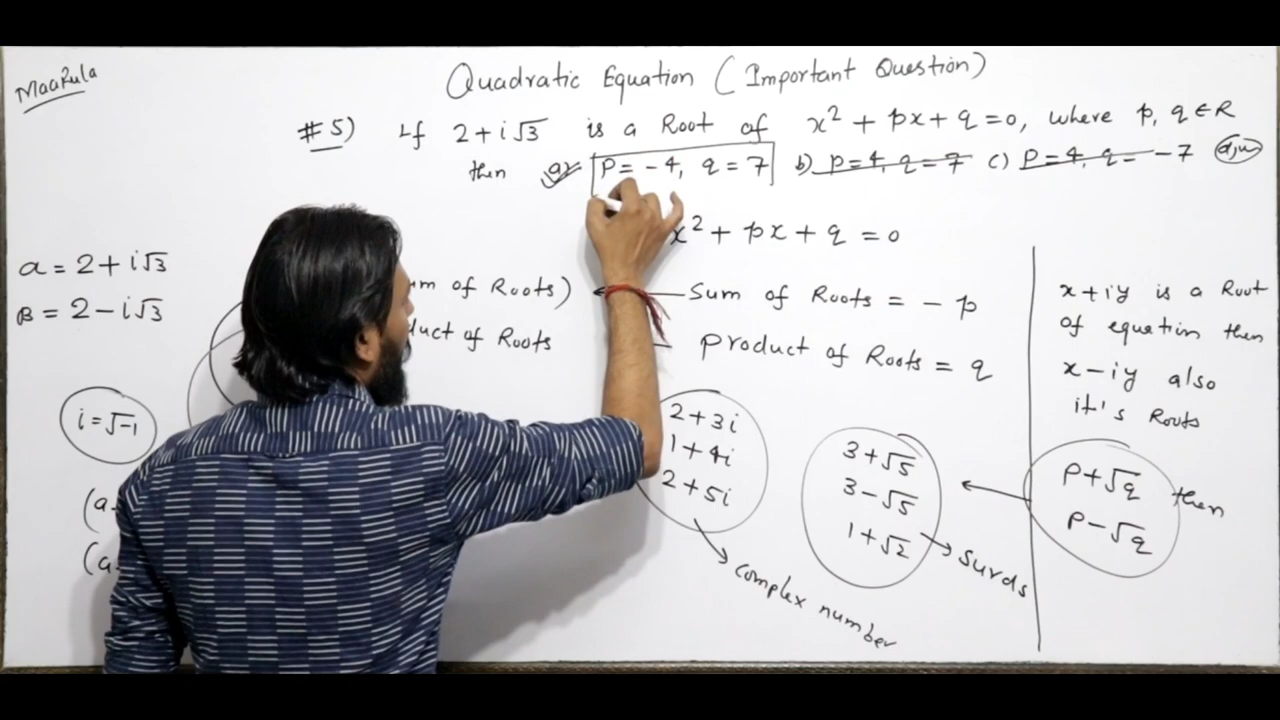 MaaRula
Quadratic Equation (Important Question)
# 5) If 2+i√3 is a Root of x² + px + q = 0, where p, q ∈ R
then a) P = -4, q = 7 b) p = 4, q = 7 c) p = 4, q = -7
x² + px + q = 0
α = 2 + i√3
β = 2 - i√3
of Roots) ← Sum of Roots = - p
of Roots product of Roots = q
i = √-1
(a
(a
2 + 3i
1 + 4i
2 + 5i
complex number
3 + √5
3 - √5
1 + √2
surds
x + iy is a Root
of equation then
x - iy also
it's Roots
P + √q then
P - √q